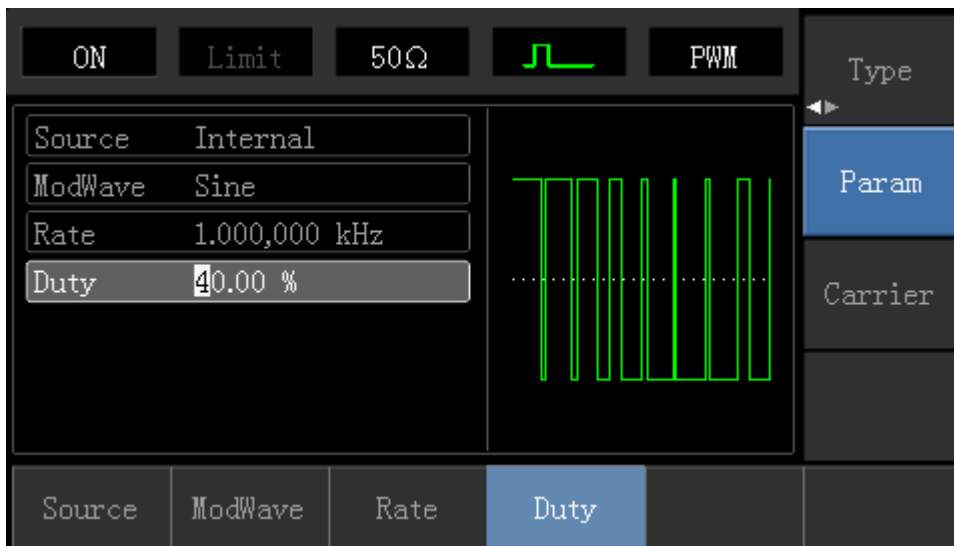 ON Limit 50Ω PWM
Type
Source Internal
ModWave Sine
Rate 1.000,000 kHz
Duty 40.00 %
Param
Carrier
Source ModWave Rate Duty